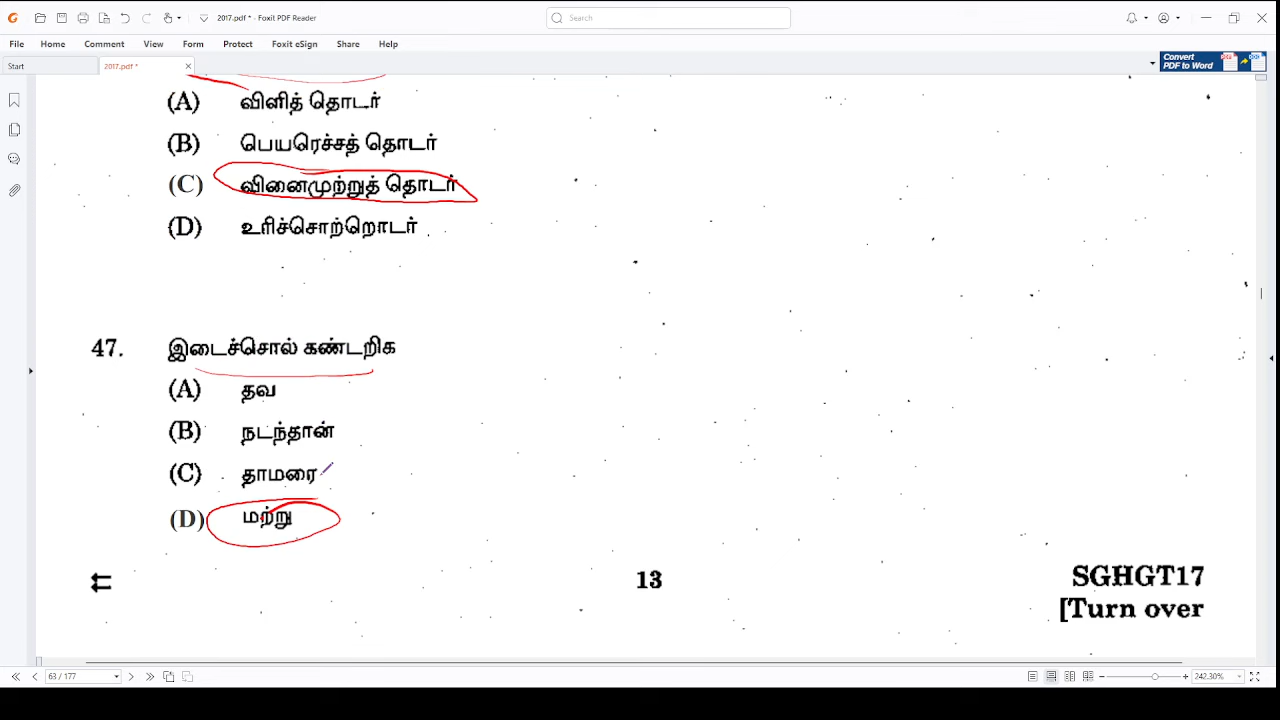 2017.pdf * - Foxit PDF Reader
Search
File Home Comment View Form Protect Foxit eSign Share Help
Start 2017.pdf * Convert PDF to Word
(A) விளித் தொடர்
(B) பெயரெச்சத் தொடர்
(C) வினைமுற்றுத் தொடர்
(D) உரிச்சொற்றொடர்
47. இடைச்சொல் கண்டறிக
(A) தவ
(B) நடந்தான்
(C) தாமரை
(D) மற்று
13 SGHGT17
[Turn over
63 / 177 242.30%